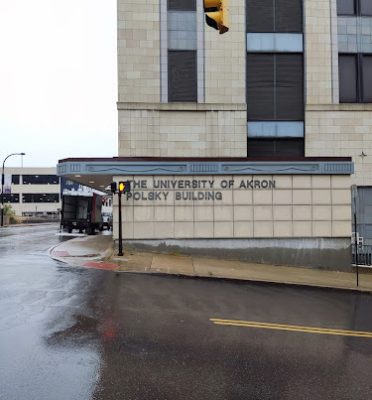 THE UNIVERSITY OF AKRON
POLSKY BUILDING